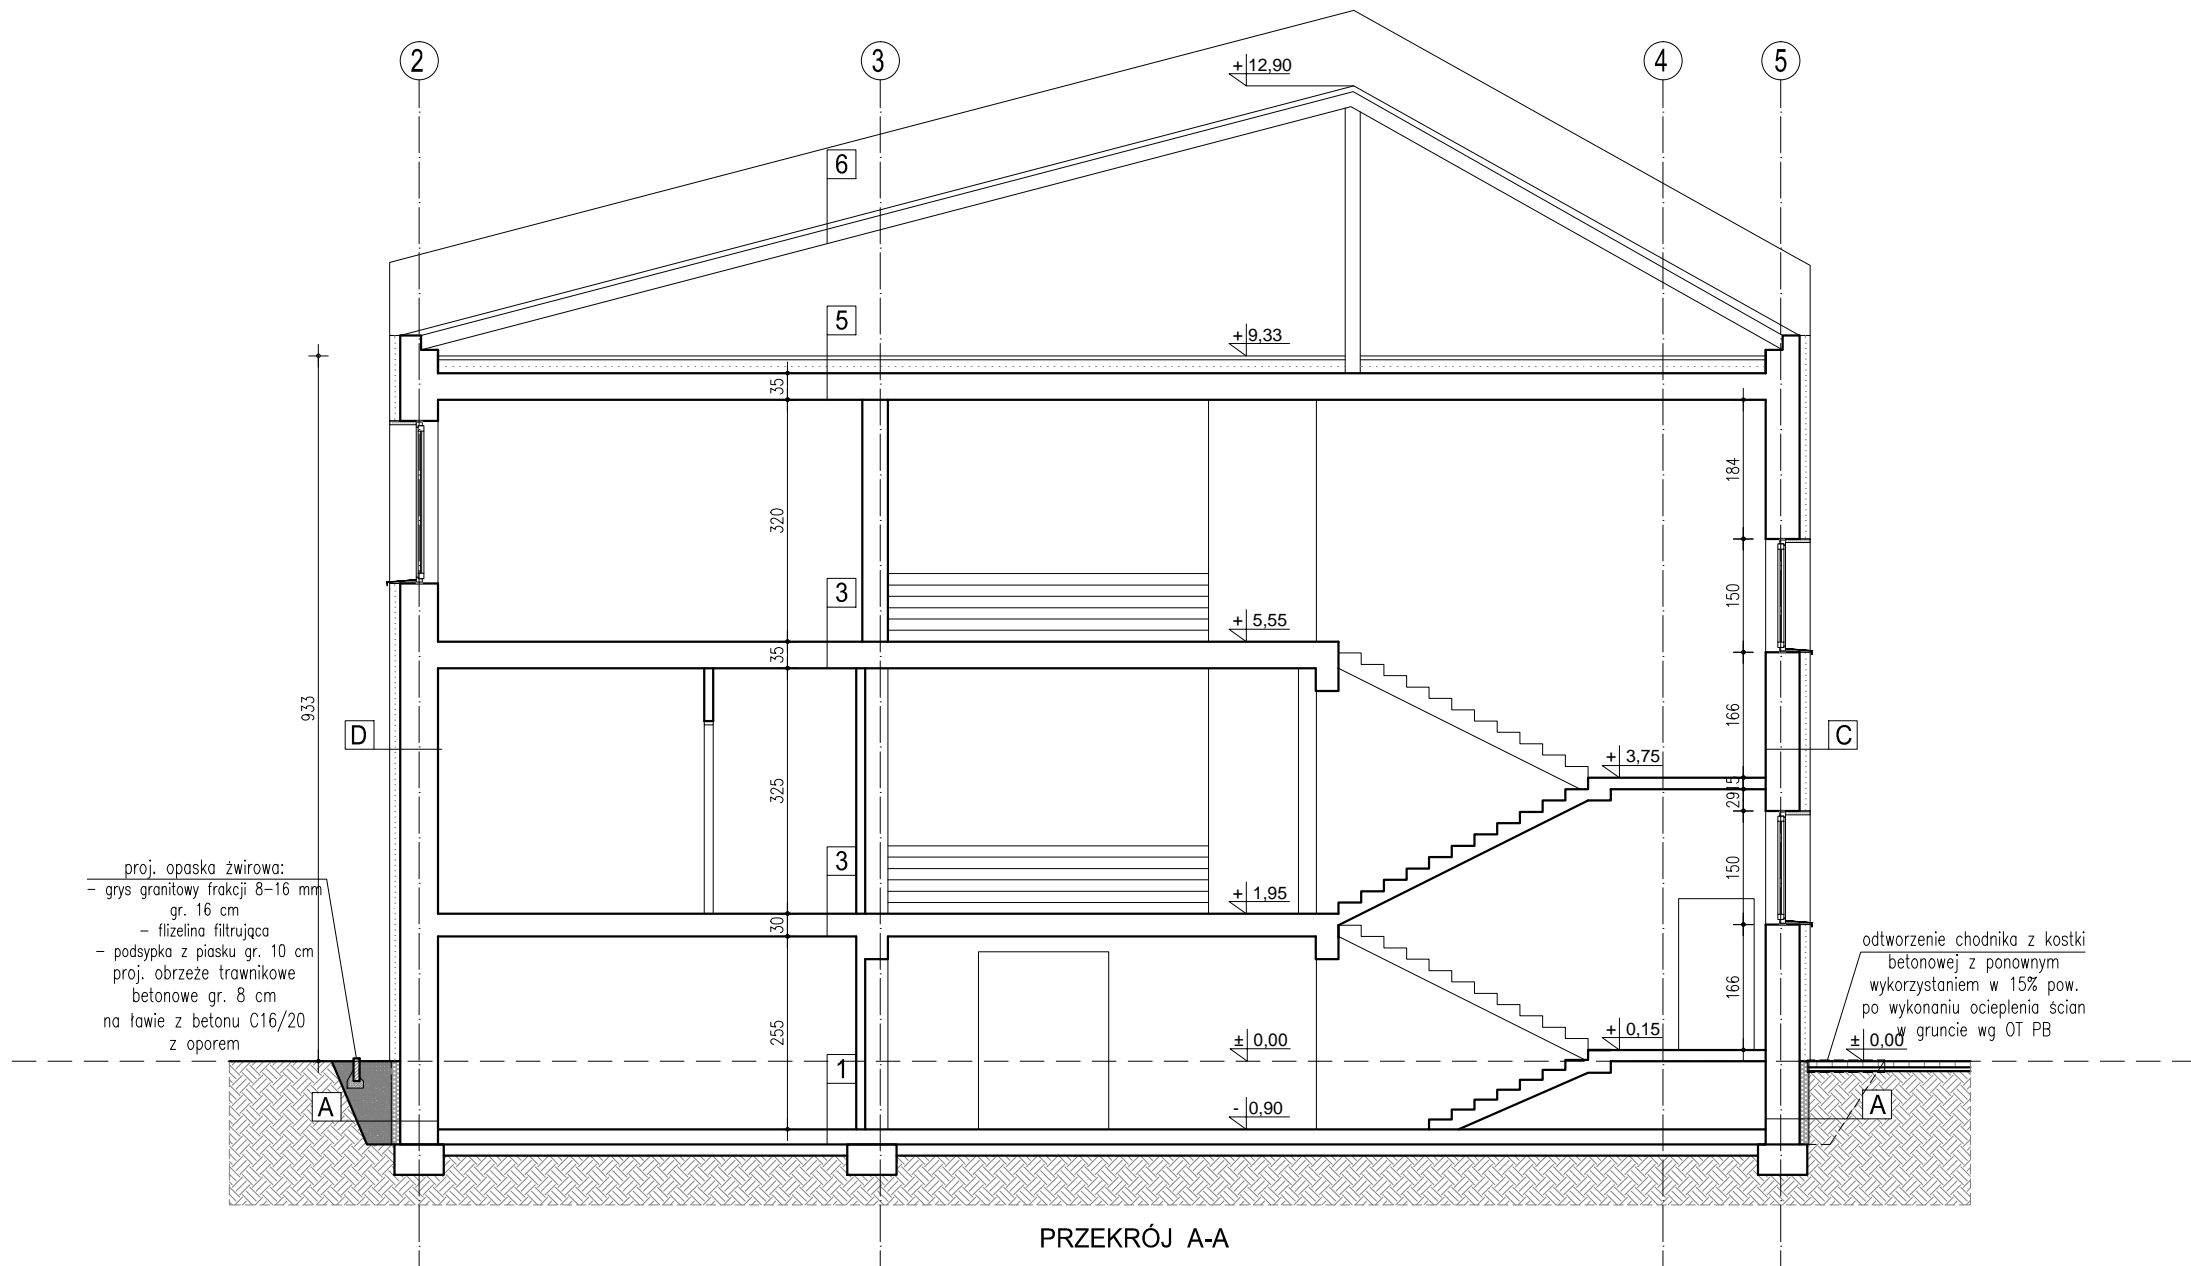 2
3
4
5
+ 12,90
6
5
+ 9,33
933
35
320
3
+ 5,55
35
184
150
166
D
C
325
+ 3,75
15
29
150
3
+ 1,95
30
166
255
± 0,00
+ 0,15
± 0,00
1
A
A
- 0,90
proj. opaska żwirowa:
– grys granitowy frakcji 8–16 mm
gr. 16 cm
– flizelina filtrująca
– podsypka z piasku gr. 10 cm
proj. obrzeże trawnikowe
betonowe gr. 8 cm
na ławie z betonu C16/20
z oporem
odtworzenie chodnika z kostki
betonowej z ponownym
wykorzystaniem w 15% pow.
po wykonaniu ocieplenia ścian
w gruncie wg OT PB
PRZEKRÓJ A-A